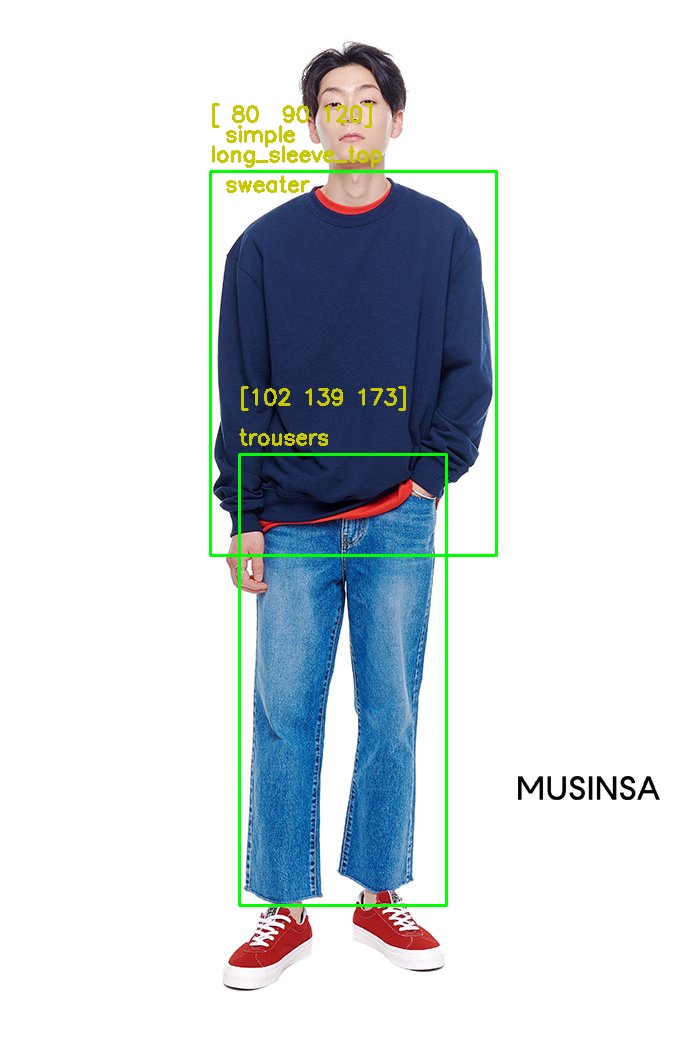 [ 80  90 120]
simple
long_sleeve_top
sweater
[102 139 173]
trousers
MUSINSA